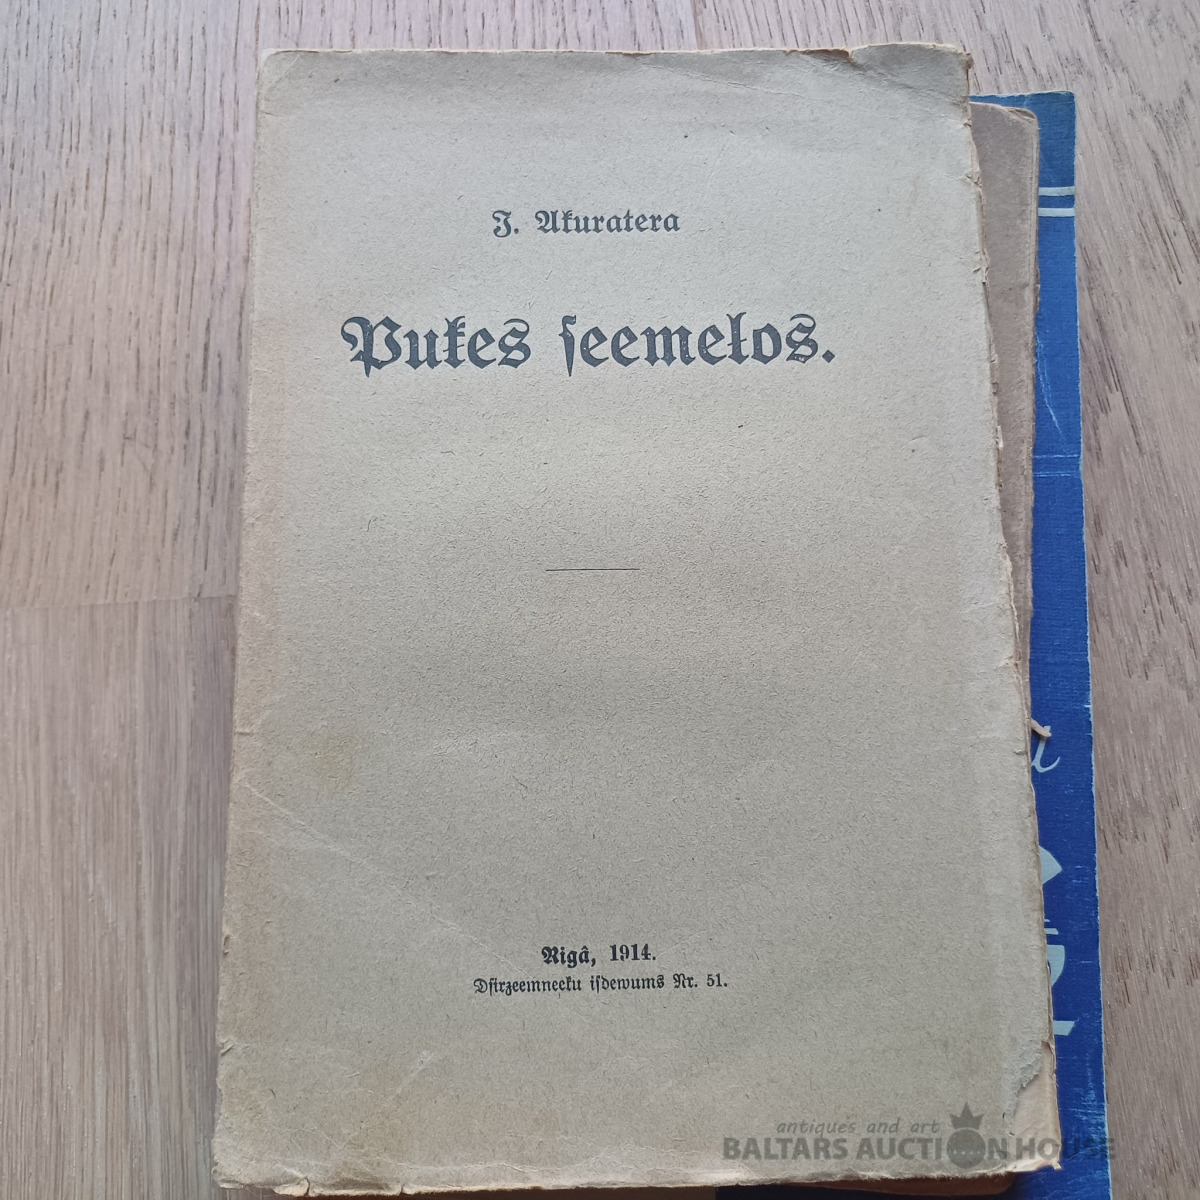 J. Akuratera
Pukes ſeemelos.
Rigâ, 1914.
Dſirzeemneeku iſdewums Nr. 51.
antiques and art
BALTARS AUCTION HOUSE